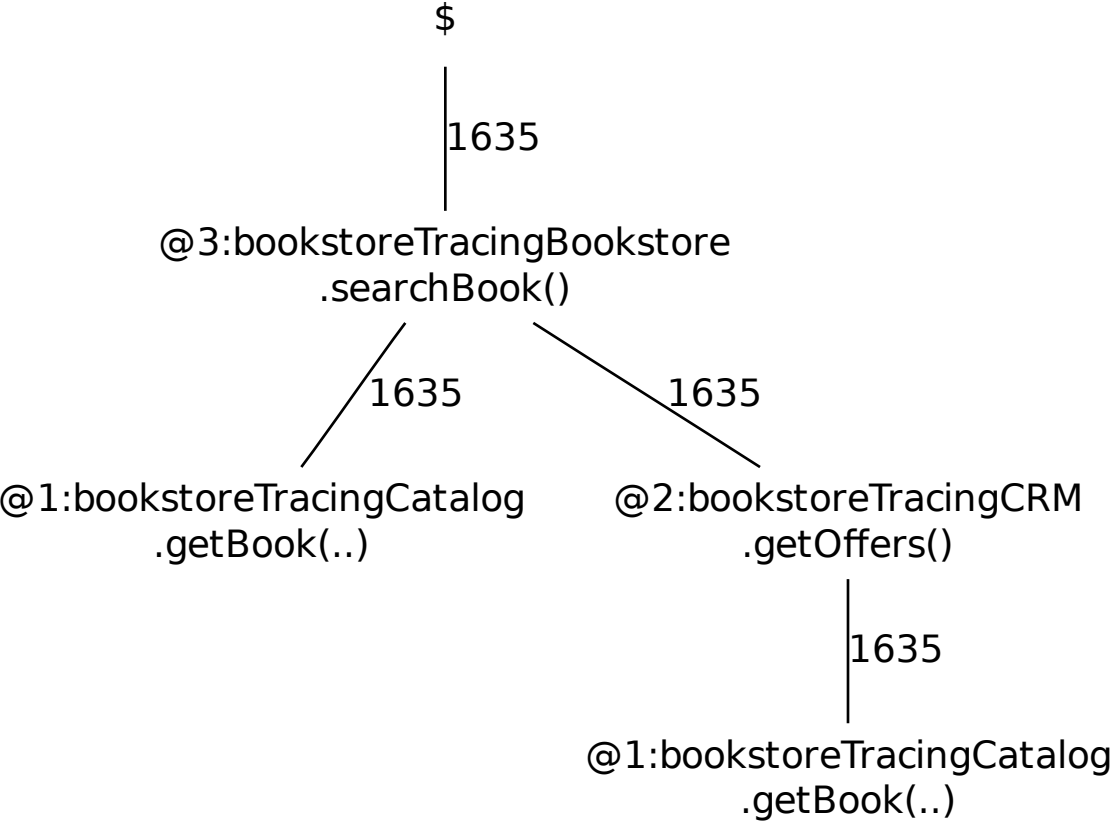 $
1635
@3:bookstoreTracingBookstore
.searchBook()
1635
1635
@1:bookstoreTracingCatalog
.getBook(..)
@2:bookstoreTracingCRM
.getOffers()
1635
@1:bookstoreTracingCatalog
.getBook(..)